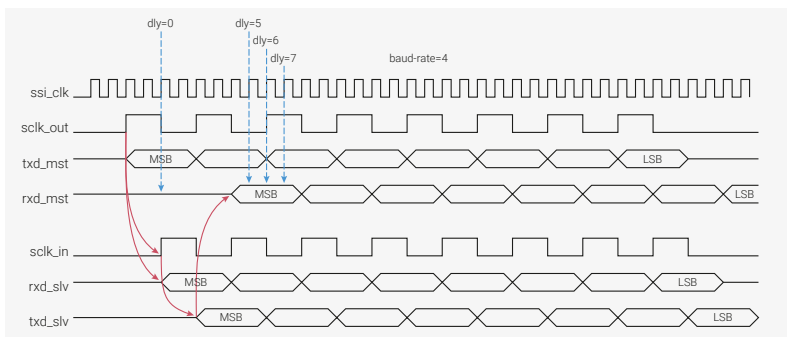 dly=0
dly=5
dly=6
dly=7
baud-rate=4
ssi_clk
sclk_out
txd_mst
MSB
LSB
rxd_mst
MSB
LSB
sclk_in
rxd_slv
MSB
LSB
txd_slv
MSB
LSB